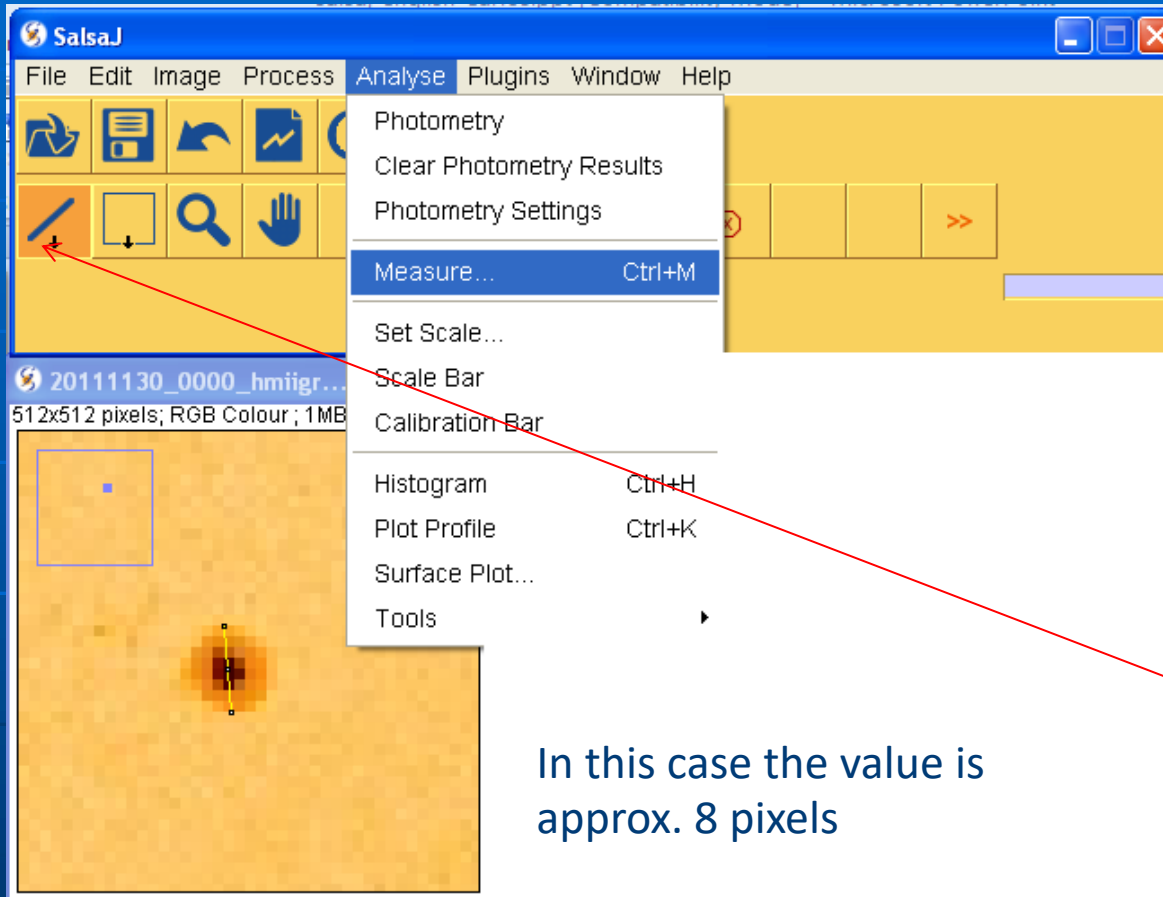 SalsaJ
File Edit Image Process Analyse Plugins Window Help
Photometry
Clear Photometry Results
Photometry Settings
>>
Measure... Ctrl+M
Set Scale...
Scale Bar
Calibration Bar
Histogram Ctrl+H
Plot Profile Ctrl+K
Surface Plot...
Tools
20111130_0000_hmiigr...
512x512 pixels; RGB Colour; 1MB
In this case the value is
approx. 8 pixels